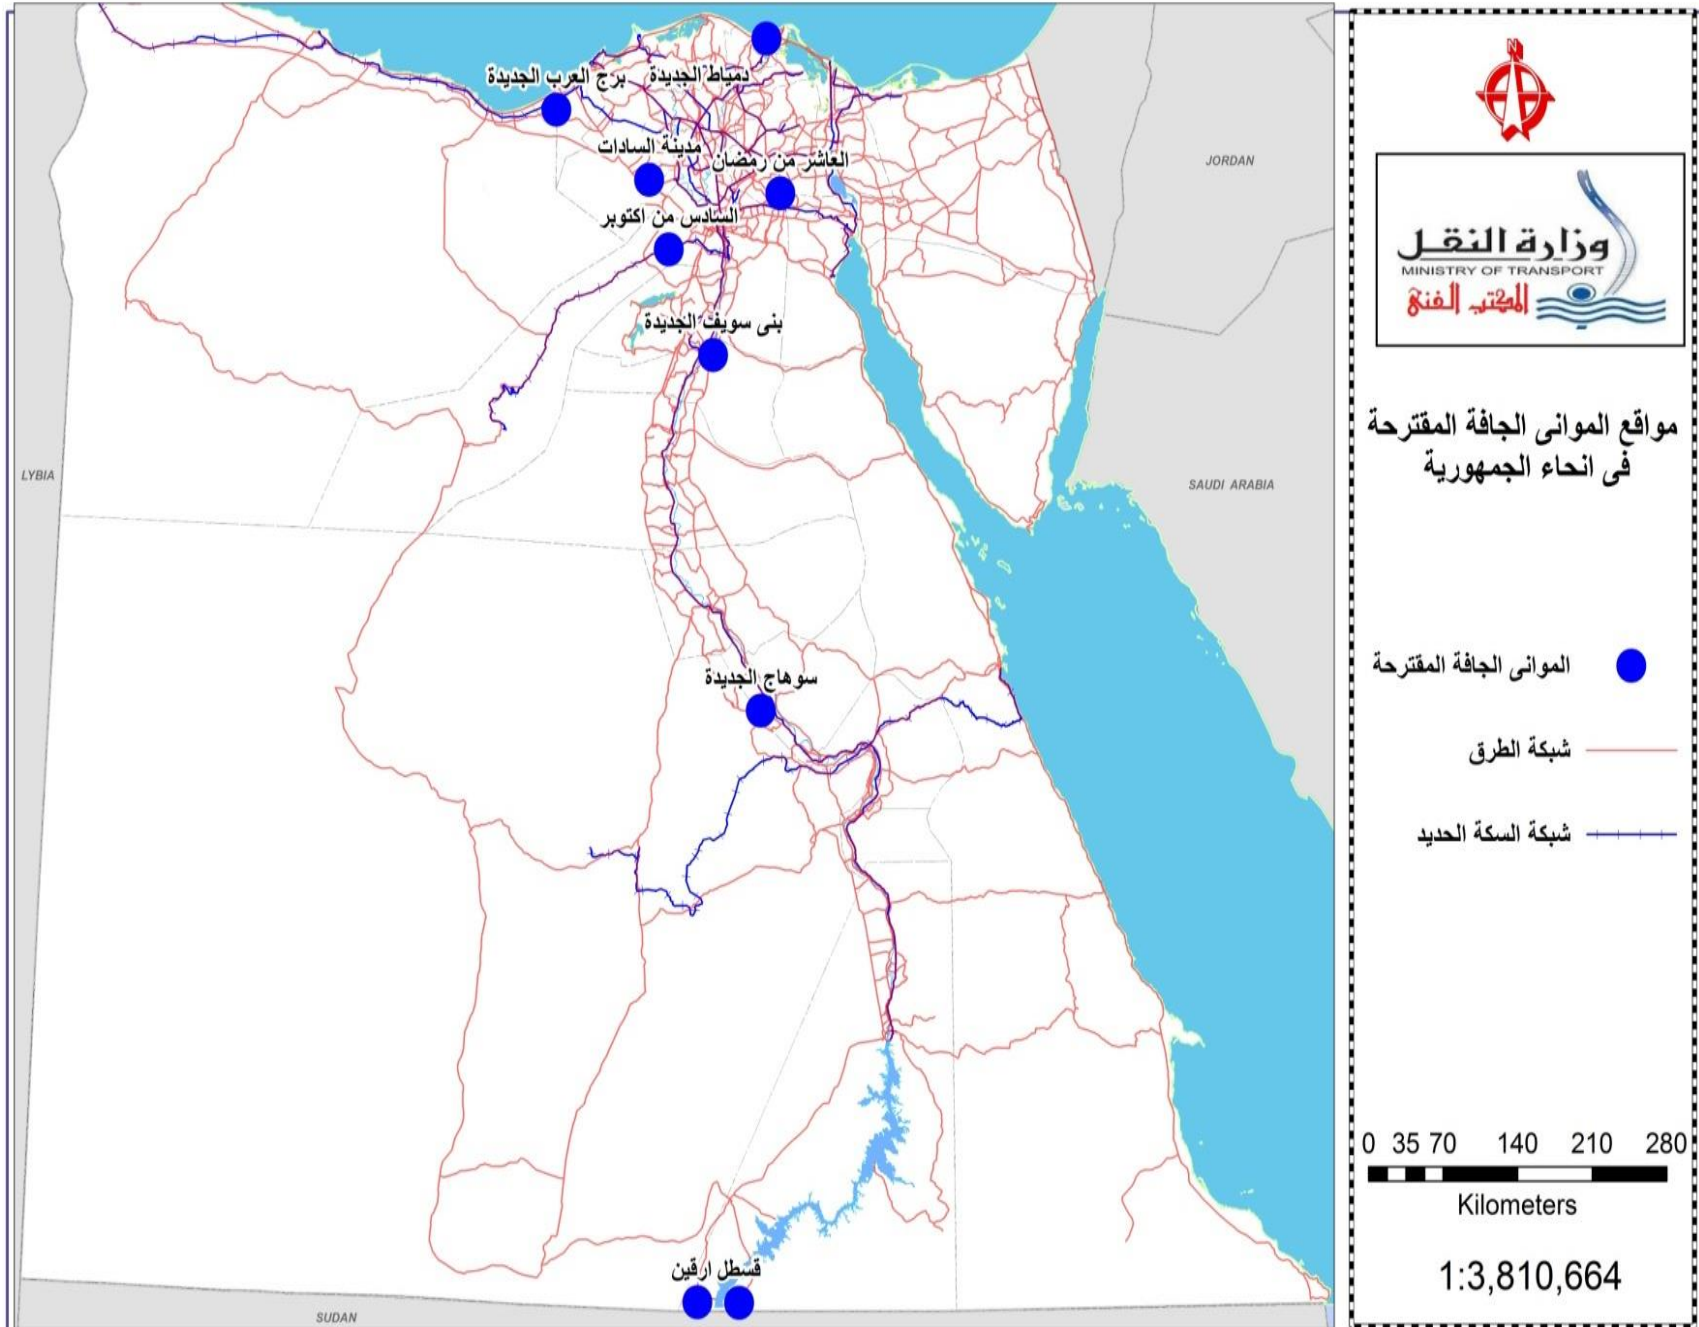 دمياط الجديدة
برج العرب الجديدة
مدينة السادات
العاشر من رمضان
السادس من اكتوبر
بنى سويف الجديدة
سوهاج الجديدة
قسطل ارقين
LYBIA
JORDAN
SAUDI ARABIA
SUDAN
N
وزارة النقل
MINISTRY OF TRANSPORT
المكتب الفنى
مواقع الموانى الجافة المقترحة
فى انحاء الجمهورية
الموانى الجافة المقترحة
شبكة الطرق
شبكة السكة الحديد
0 35 70 140 210 280
Kilometers
1:3,810,664